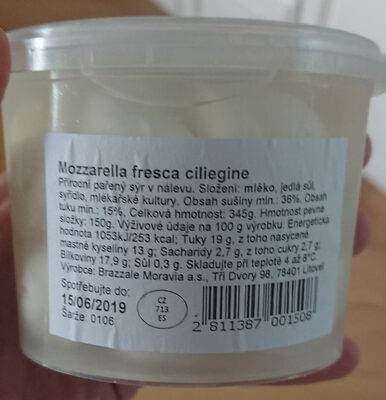 Mozzarella fresca ciliegine
Přírodní pařený sýr v nálevu. Složení: mléko, jedlá sůl,
syřidlo, mlékařské kultury. Obsah sušiny min.: 36%. Obsah
tuku min.: 15%. Celková hmotnost: 345g. Hmotnost pevné
složky: 150g. Výživové údaje na 100 g výrobku: Energetická
hodnota 1053kJ/253 kcal; Tuky 19 g, z toho nasycené
mastné kyseliny 13 g; Sacharidy 2,7 g, z toho cukry 2,7 g;
Bílkoviny 17,9 g; Sůl 0,3 g. Skladujte při teplotě 4 až 8°C.
Výrobce: Brazzale Moravia a.s., Tři Dvory 98, 78401 Litovel
Spotřebujte do:
15/06/2019
Šarže: 0106
CZ
713
ES
2 811387 001508